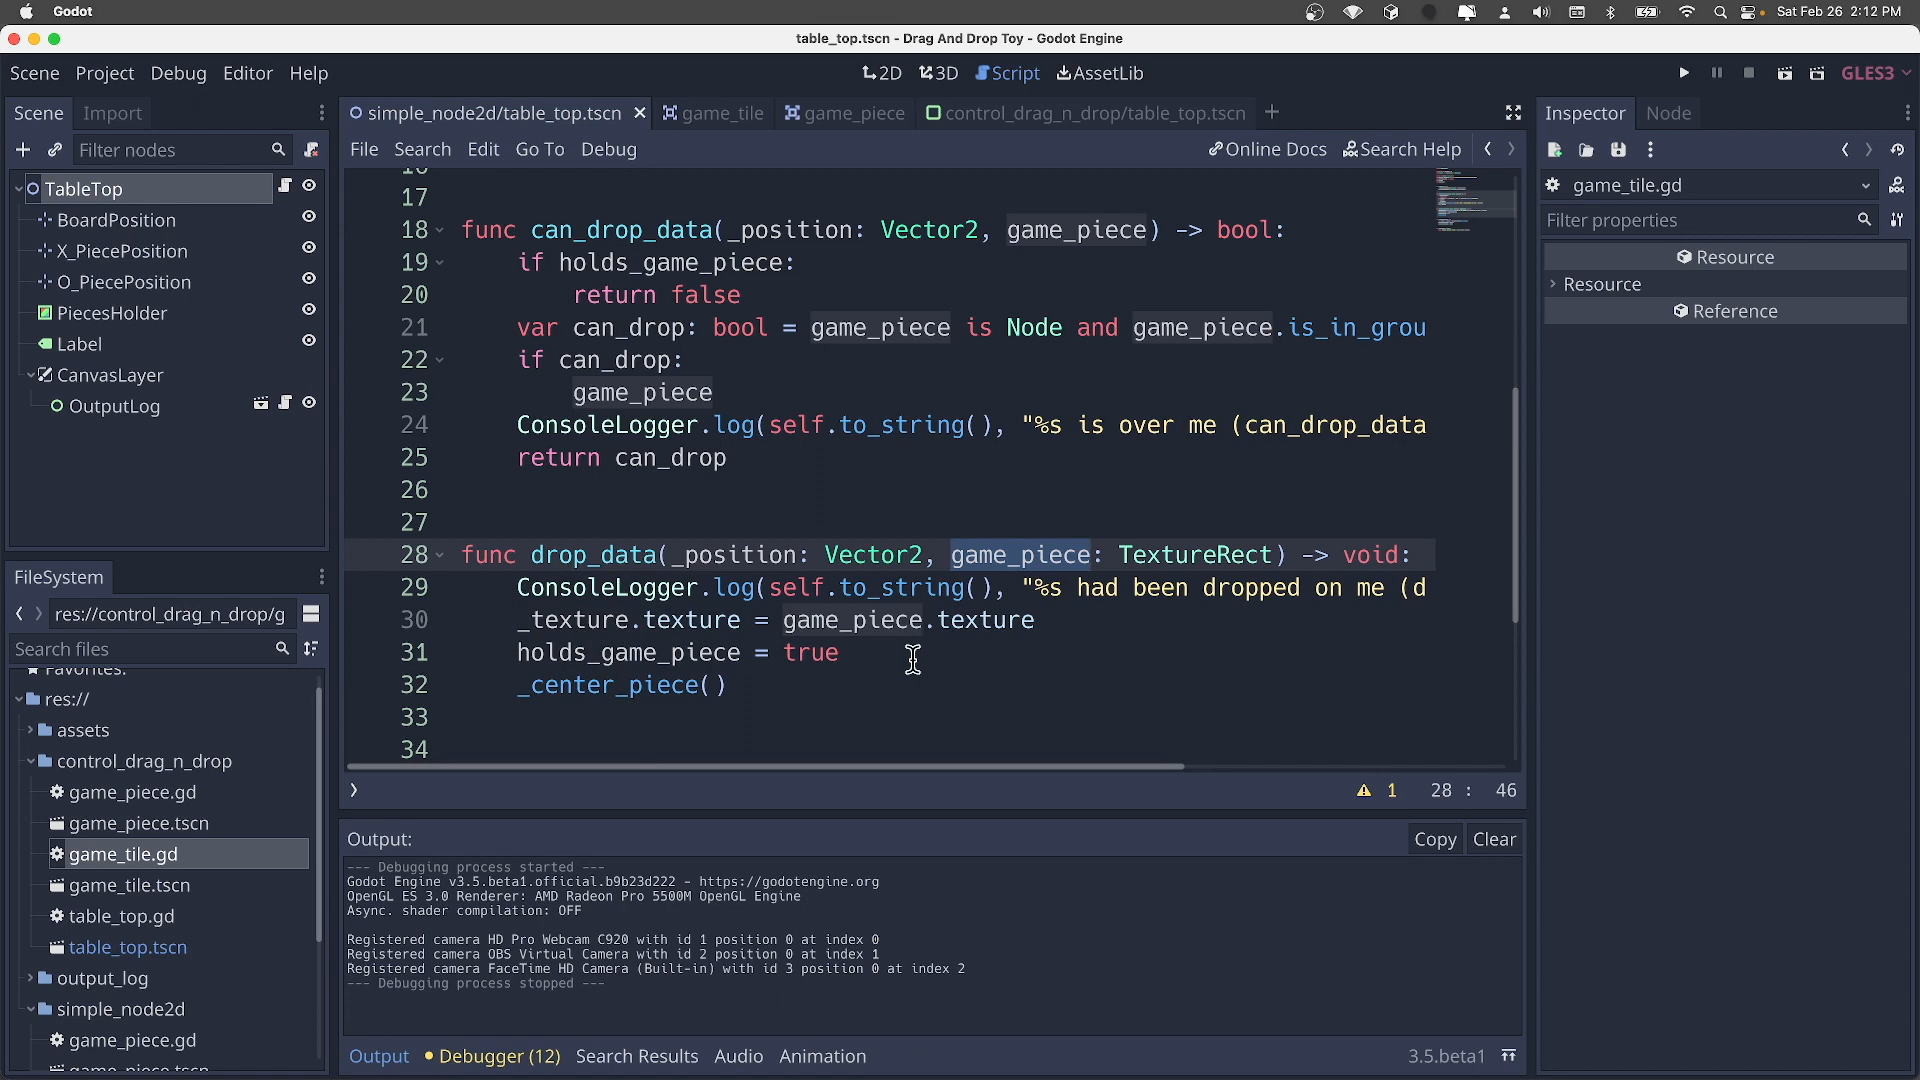 Godot
Sat Feb 26 2:12 PM
table_top.tscn - Drag And Drop Toy - Godot Engine
Scene Project Debug Editor Help
2D 3D Script AssetLib
GLES3
Scene Import
simple_node2d/table_top.tscn game_tile game_piece control_drag_n_drop/table_top.tscn
Inspector Node
Filter nodes
File Search Edit Go To Debug
Online Docs Search Help
TableTop
BoardPosition
X_PiecePosition
O_PiecePosition
PiecesHolder
Label
CanvasLayer
OutputLog
game_tile.gd
Filter properties
Resource
Resource
Reference
16
17
18 func can_drop_data(_position: Vector2, game_piece) -> bool:
19 if holds_game_piece:
20 return false
21 var can_drop: bool = game_piece is Node and game_piece.is_in_grou
22 if can_drop:
23 game_piece
24 ConsoleLogger.log(self.to_string(), "%s is over me (can_drop_data
25 return can_drop
26
27
28 func drop_data(_position: Vector2, game_piece: TextureRect) -> void:
29 ConsoleLogger.log(self.to_string(), "%s had been dropped on me (d
30 _texture.texture = game_piece.texture
31 holds_game_piece = true
32 _center_piece()
33
34
1 28 : 46
FileSystem
res://control_drag_n_drop/g
Search files
Favorites:
res://
assets
control_drag_n_drop
game_piece.gd
game_piece.tscn
game_tile.gd
game_tile.tscn
table_top.gd
table_top.tscn
output_log
simple_node2d
game_piece.gd
game_piece.tscn
Output:
Copy Clear
--- Debugging process started ---
Godot Engine v3.5.beta1.official.b9b23d222 - https://godotengine.org
OpenGL ES 3.0 Renderer: AMD Radeon Pro 5500M OpenGL Engine
Async. shader compilation: OFF
Registered camera HD Pro Webcam C920 with id 1 position 0 at index 0
Registered camera OBS Virtual Camera with id 2 position 0 at index 1
Registered camera FaceTime HD Camera (Built-in) with id 3 position 0 at index 2
--- Debugging process stopped ---
Output Debugger (12) Search Results Audio Animation
3.5.beta1